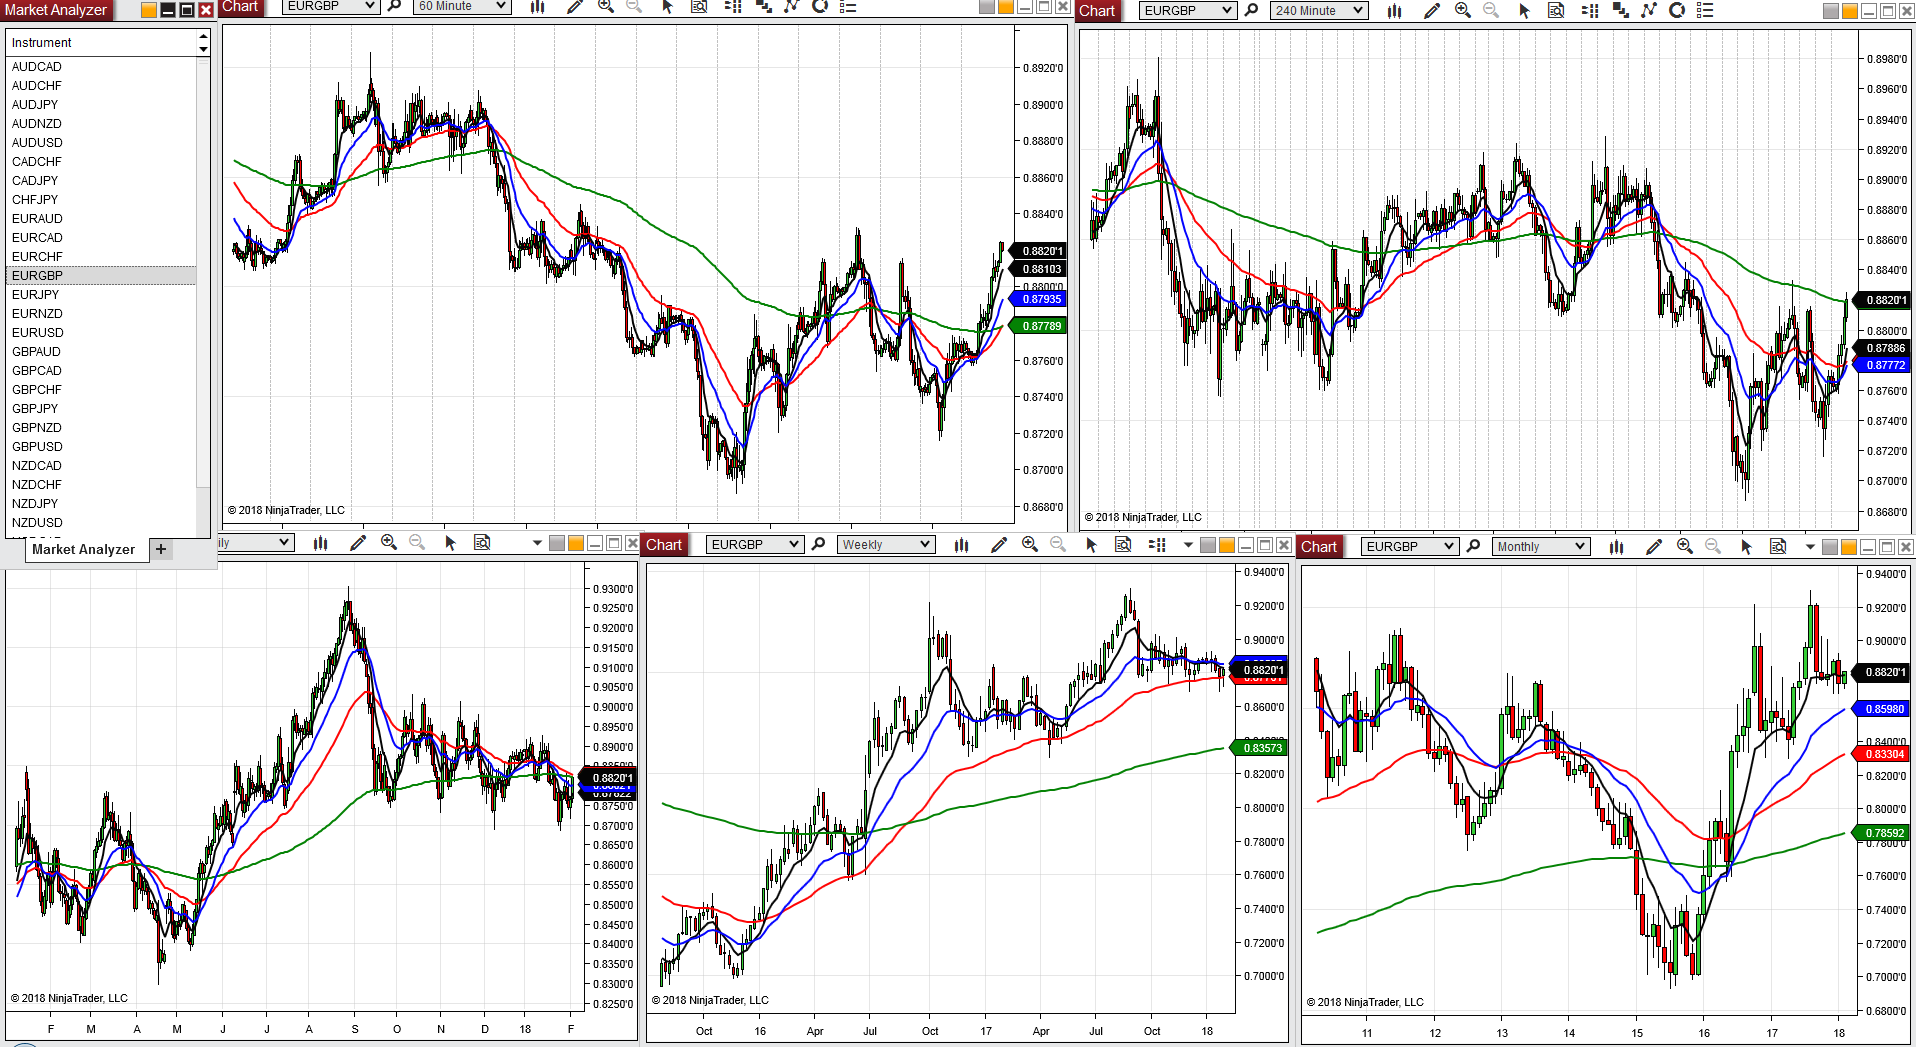 Market Analyzer
Instrument
AUDCAD
AUDCHF
AUDJPY
AUDNZD
AUDUSD
CADCHF
CADJPY
CHFJPY
EURAUD
EURCAD
EURCHF
EURGBP
EURJPY
EURNZD
EURUSD
GBPAUD
GBPCAD
GBPCHF
GBPJPY
GBPNZD
GBPUSD
NZDCAD
NZDCHF
NZDJPY
NZDUSD
Market Analyzer +
Chart EURGBP 60 Minute
0.8920'0
0.8900'0
0.8880'0
0.8860'0
0.8840'0
0.8820'1
0.88103
0.8800'0
0.87935
0.87789
0.8760'0
0.8740'0
0.8720'0
0.8700'0
0.8680'0
© 2018 NinjaTrader, LLC
Chart EURGBP 240 Minute
0.8980'0
0.8960'0
0.8940'0
0.8920'0
0.8900'0
0.8880'0
0.8860'0
0.8840'0
0.8820'1
0.8800'0
0.87886
0.87772
0.8760'0
0.8740'0
0.8720'0
0.8700'0
0.8680'0
© 2018 NinjaTrader, LLC
ily
0.9300'0
0.9250'0
0.9200'0
0.9150'0
0.9100'0
0.9050'0
0.9000'0
0.8950'0
0.8900'0
0.8820'1
0.8750'0
0.8700'0
0.8650'0
0.8600'0
0.8550'0
0.8500'0
0.8450'0
0.8400'0
0.8350'0
0.8300'0
0.8250'0
© 2018 NinjaTrader, LLC
F M A M J J A S O N D 18 F
Chart EURGBP Weekly
0.9400'0
0.9200'0
0.9000'0
0.8820'1
0.8600'0
0.83573
0.8200'0
0.8000'0
0.7800'0
0.7600'0
0.7400'0
0.7200'0
0.7000'0
© 2018 NinjaTrader, LLC
Oct 16 Apr Jul Oct 17 Apr Jul Oct 18
Chart EURGBP Monthly
0.9400'0
0.9200'0
0.9000'0
0.8820'1
0.85980
0.83304
0.8200'0
0.8000'0
0.78592
0.7800'0
0.7600'0
0.7400'0
0.7200'0
0.7000'0
0.6800'0
© 2018 NinjaTrader, LLC
11 12 13 14 15 16 17 18